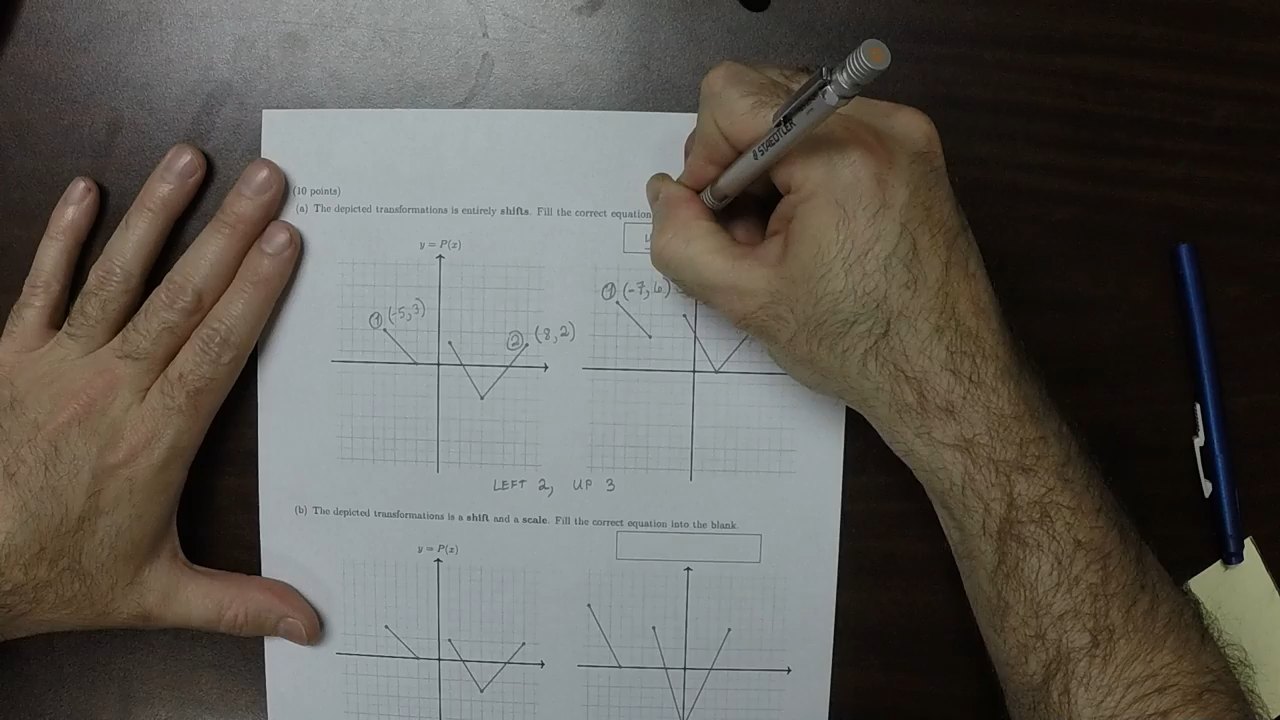 (10 points)
(a) The depicted transformations is entirely shifts. Fill the correct equation
y = P(x)
① (-5,3)
② (-8,2)
① (-7,6)
LEFT 2, UP 3
(b) The depicted transformations is a shift and a scale. Fill the correct equation into the blank.
y = P(x)
STAEDTLER